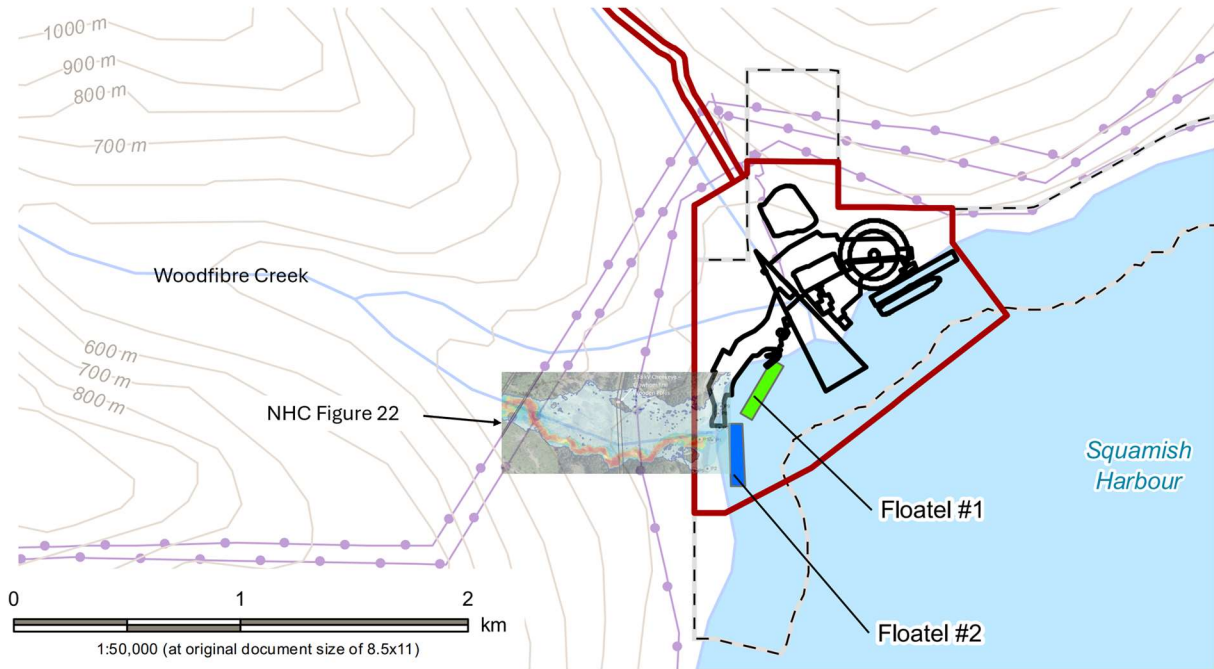 1000 m
900 m
800 m
700 m
Woodfibre Creek
600 m
700 m
800 m
NHC Figure 22
Squamish
Harbour
Floatel #1
Floatel #2
0
1
2
km
1:50,000 (at original document size of 8.5x11)